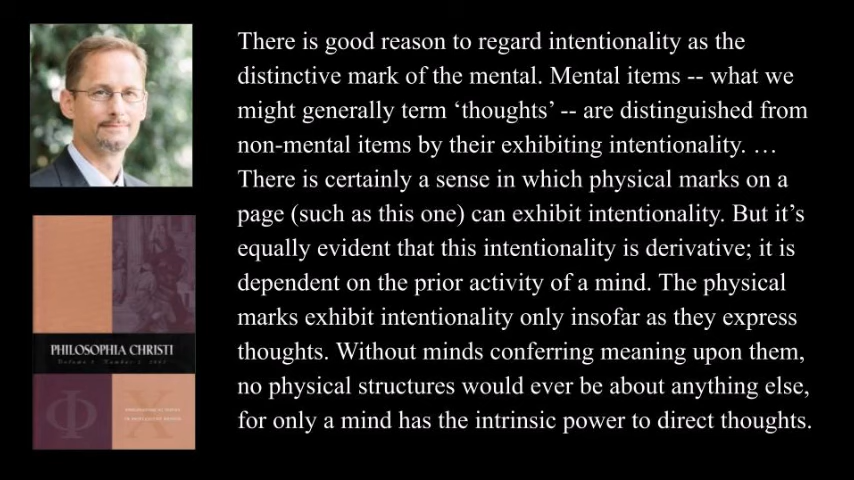 There is good reason to regard intentionality as the
distinctive mark of the mental. Mental items -- what we
might generally term ‘thoughts’ -- are distinguished from
non-mental items by their exhibiting intentionality. …
There is certainly a sense in which physical marks on a
page (such as this one) can exhibit intentionality. But it’s
equally evident that this intentionality is derivative; it is
dependent on the prior activity of a mind. The physical
marks exhibit intentionality only insofar as they express
thoughts. Without minds conferring meaning upon them,
no physical structures would ever be about anything else,
for only a mind has the intrinsic power to direct thoughts.
PHILOSOPHIA CHRISTI
Φ X